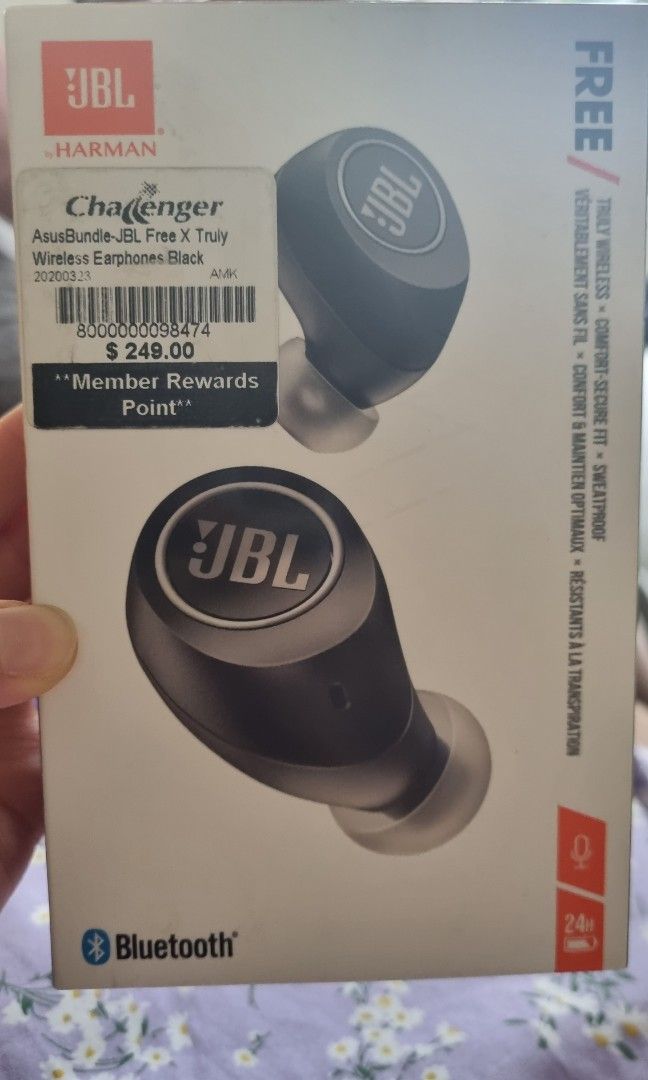 JBL
by HARMAN
Challenger
AsusBundle-JBL Free X Truly
Wireless Earphones Black
20200323 AMK
8000000098474
$ 249.00
**Member Rewards
Point**
JBL
JBL
FREE
TRULY WIRELESS × COMFORT-SECURE FIT × SWEATPROOF
VÉRITABLEMENT SANS FIL × CONFORT & MAINTIEN OPTIMAUX × RÉSISTANTS À LA TRANSPIRATION
24H
Bluetooth®